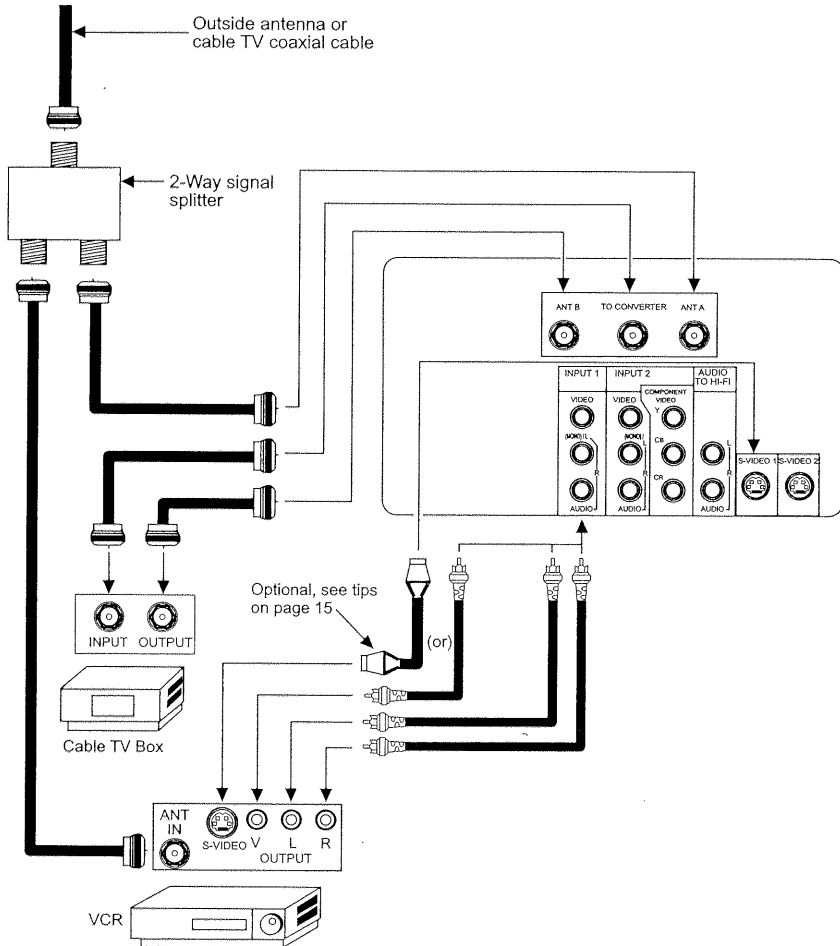 Outside antenna or
cable TV coaxial cable
2-Way signal
splitter
ANT B TO CONVERTER ANT A
INPUT 1 INPUT 2 AUDIO
TO HI-FI
COMPONENT
VIDEO
VIDEO VIDEO Y
(MONO)/L (MONO)/ L CB L
R R CR R
AUDIO AUDIO AUDIO
S-VIDEO 1 S-VIDEO 2
Optional, see tips
on page 15
(or)
INPUT OUTPUT
Cable TV Box
ANT
IN
S-VIDEO V L R
OUTPUT
VCR